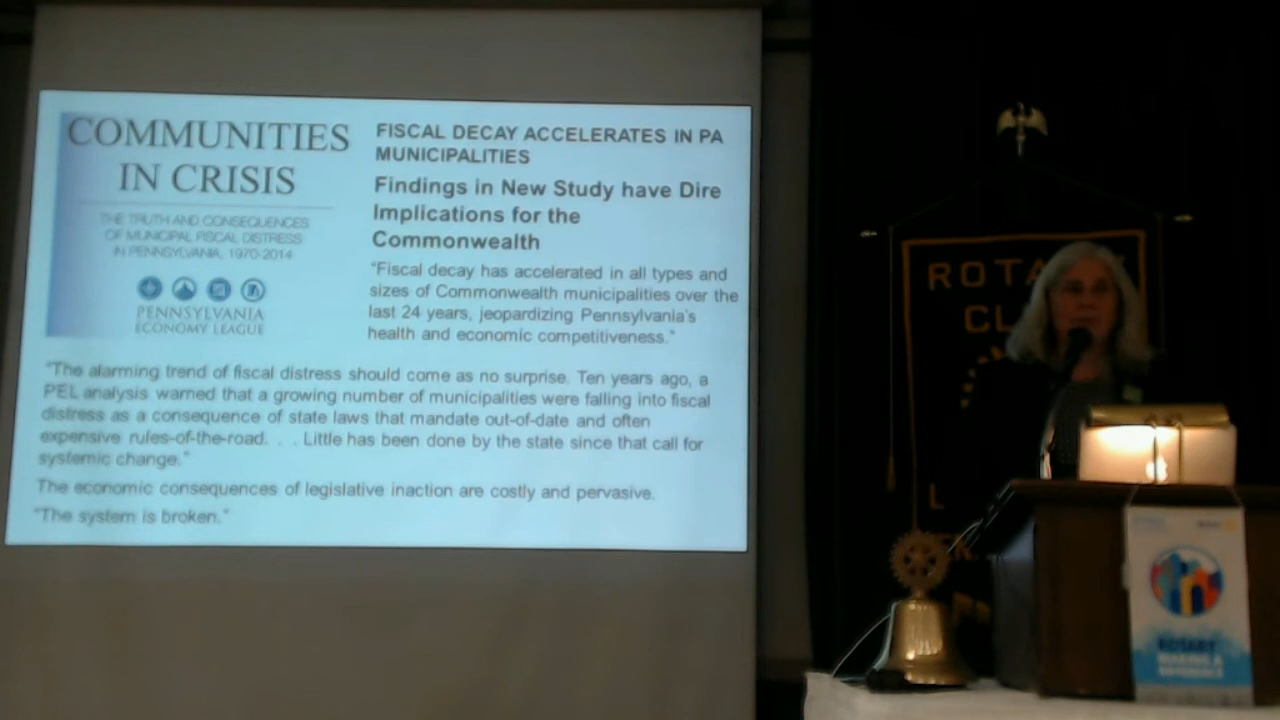 COMMUNITIES
IN CRISIS
THE TRUTH AND CONSEQUENCES
OF MUNICIPAL FISCAL DISTRESS
IN PENNSYLVANIA, 1970-2014
PENNSYLVANIA
ECONOMY LEAGUE
FISCAL DECAY ACCELERATES IN PA
MUNICIPALITIES
Findings in New Study have Dire
Implications for the
Commonwealth
"Fiscal decay has accelerated in all types and
sizes of Commonwealth municipalities over the
last 24 years, jeopardizing Pennsylvania's
health and economic competitiveness."
"The alarming trend of fiscal distress should come as no surprise. Ten years ago, a
PEL analysis warned that a growing number of municipalities were falling into fiscal
distress as a consequence of state laws that mandate out-of-date and often
expensive rules-of-the-road. . . Little has been done by the state since that call for
systemic change."
The economic consequences of legislative inaction are costly and pervasive.
"The system is broken."
ROTA
CL
L
ROTARY